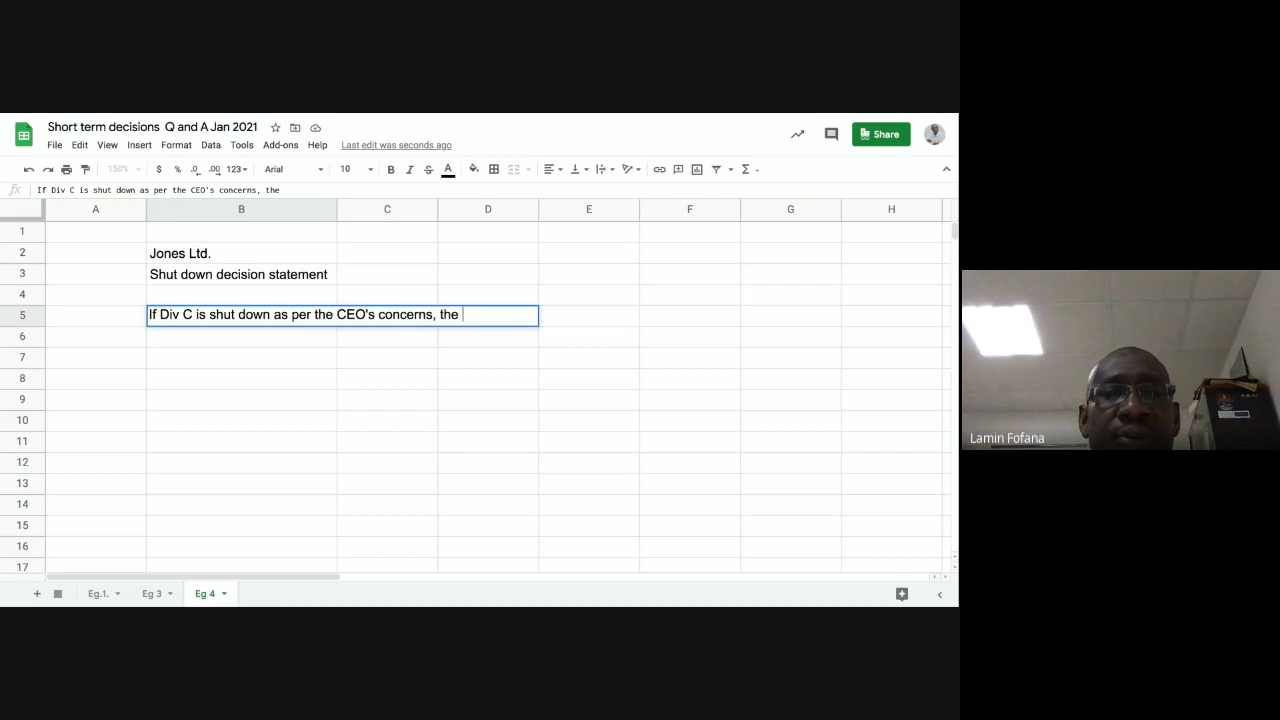 Short term decisions Q and A Jan 2021
File Edit View Insert Format Data Tools Add-ons Help Last edit was seconds ago
Share
150% $ % .0 .00 123 Arial 10 B I S A
fx If Div C is shut down as per the CEO's concerns, the
A B C D E F G H
1
2 Jones Ltd.
3 Shut down decision statement
4
5 If Div C is shut down as per the CEO's concerns, the
6
7
8
9
10
11
12
13
14
15
16
17
Eg.1. Eg 3 Eg 4
Lamin Fofana